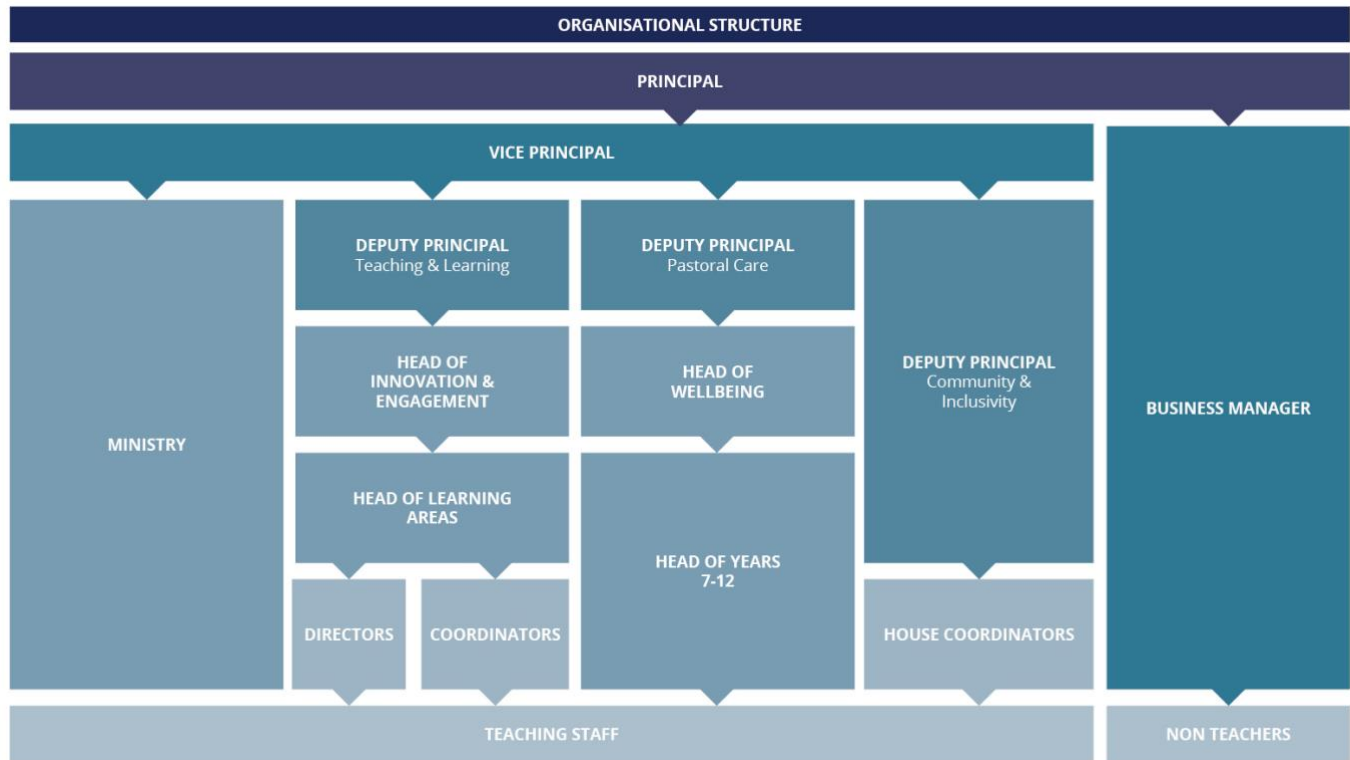 ORGANISATIONAL STRUCTURE
PRINCIPAL
VICE PRINCIPAL
MINISTRY
DEPUTY PRINCIPAL
Teaching & Learning
HEAD OF
INNOVATION &
ENGAGEMENT
HEAD OF LEARNING
AREAS
DIRECTORS
COORDINATORS
DEPUTY PRINCIPAL
Pastoral Care
HEAD OF
WELLBEING
HEAD OF YEARS
7-12
DEPUTY PRINCIPAL
Community &
Inclusivity
HOUSE COORDINATORS
TEACHING STAFF
BUSINESS MANAGER
NON TEACHERS